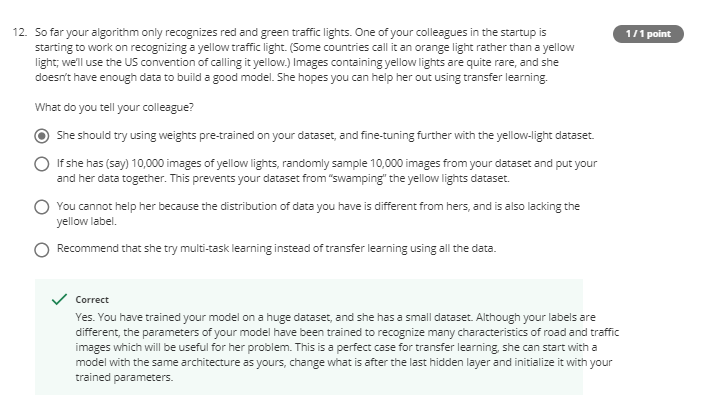 12. So far your algorithm only recognizes red and green traffic lights. One of your colleagues in the startup is
1 / 1 point
starting to work on recognizing a yellow traffic light. (Some countries call it an orange light rather than a yellow
light; we'll use the US convention of calling it yellow.) Images containing yellow lights are quite rare, and she
doesn't have enough data to build a good model. She hopes you can help her out using transfer learning.
What do you tell your colleague?
She should try using weights pre-trained on your dataset, and fine-tuning further with the yellow-light dataset.
If she has (say) 10,000 images of yellow lights, randomly sample 10,000 images from your dataset and put your
and her data together. This prevents your dataset from "swamping" the yellow lights dataset.
You cannot help her because the distribution of data you have is different from hers, and is also lacking the
yellow label.
Recommend that she try multi-task learning instead of transfer learning using all the data.
Correct
Yes. You have trained your model on a huge dataset, and she has a small dataset. Although your labels are
different, the parameters of your model have been trained to recognize many characteristics of road and traffic
images which will be useful for her problem. This is a perfect case for transfer learning, she can start with a
model with the same architecture as yours, change what is after the last hidden layer and initialize it with your
trained parameters.